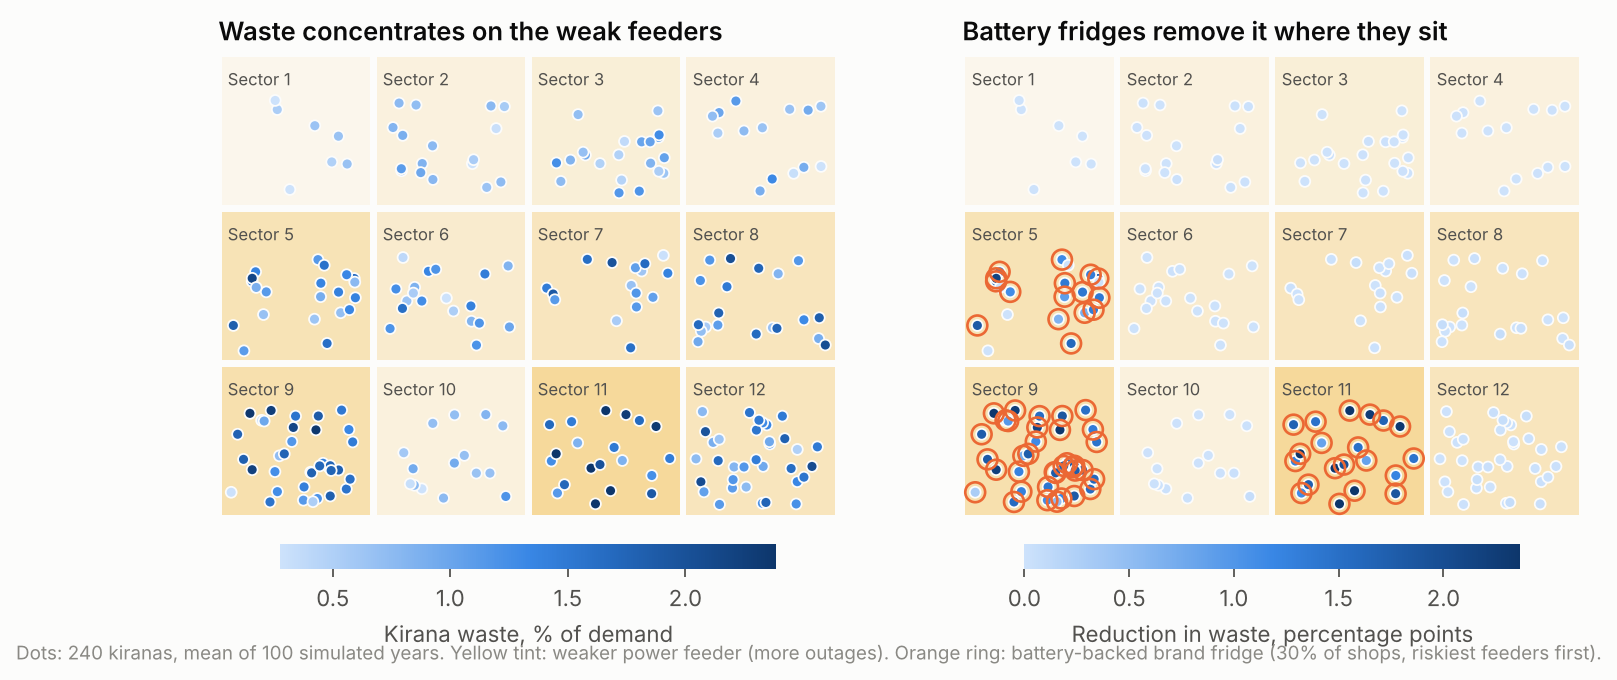 Waste concentrates on the weak feeders
Sector 1
Sector 2
Sector 3
Sector 4
Sector 5
Sector 6
Sector 7
Sector 8
Sector 9
Sector 10
Sector 11
Sector 12
0.5
1.0
1.5
2.0
Kirana waste, % of demand
Battery fridges remove it where they sit
Sector 1
Sector 2
Sector 3
Sector 4
Sector 5
Sector 6
Sector 7
Sector 8
Sector 9
Sector 10
Sector 11
Sector 12
0.0
0.5
1.0
1.5
2.0
Reduction in waste, percentage points
Dots: 240 kiranas, mean of 100 simulated years. Yellow tint: weaker power feeder (more outages). Orange ring: battery-backed brand fridge (30% of shops, riskiest feeders first).